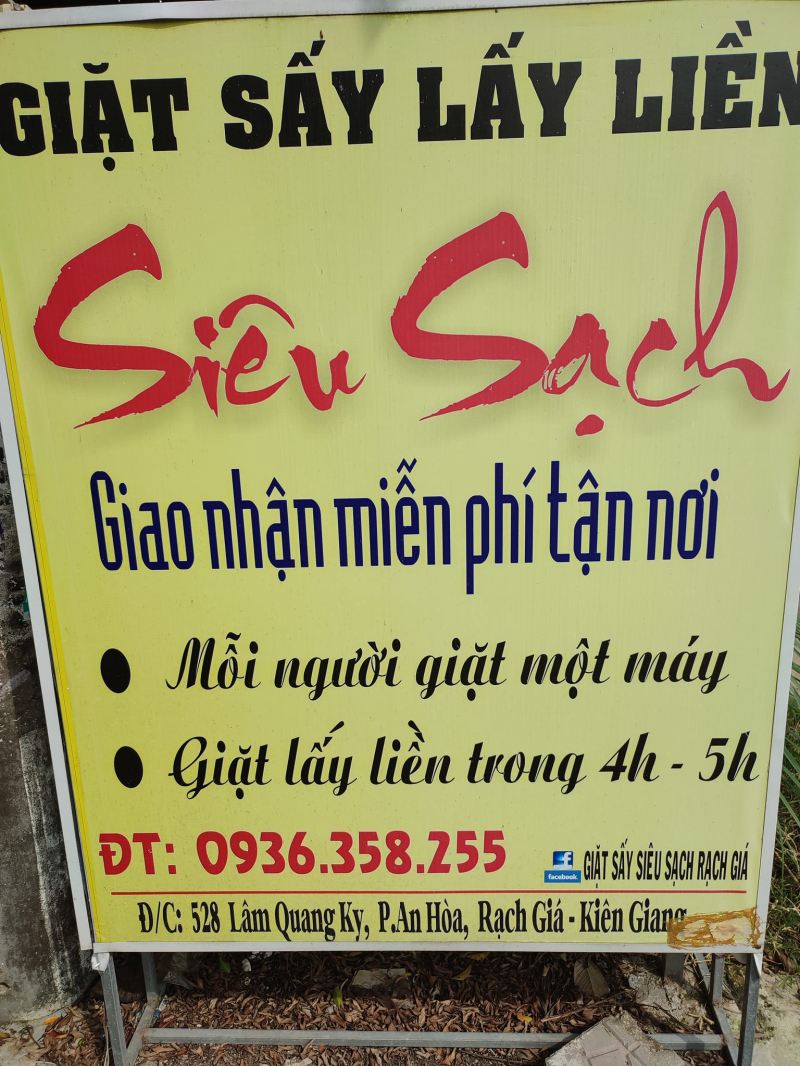 GIẶT SẤY LẤY LIỀN
Siêu Sạch
Giao nhận miễn phí tận nơi
● Mỗi người giặt một máy
● Giặt lấy liền trong 4h - 5h
ĐT: 0936.358.255
f facebook GIẶT SẤY SIÊU SẠCH RẠCH GIÁ
Đ/C: 528 Lâm Quang Ky, P.An Hòa, Rạch Giá - Kiên Giang